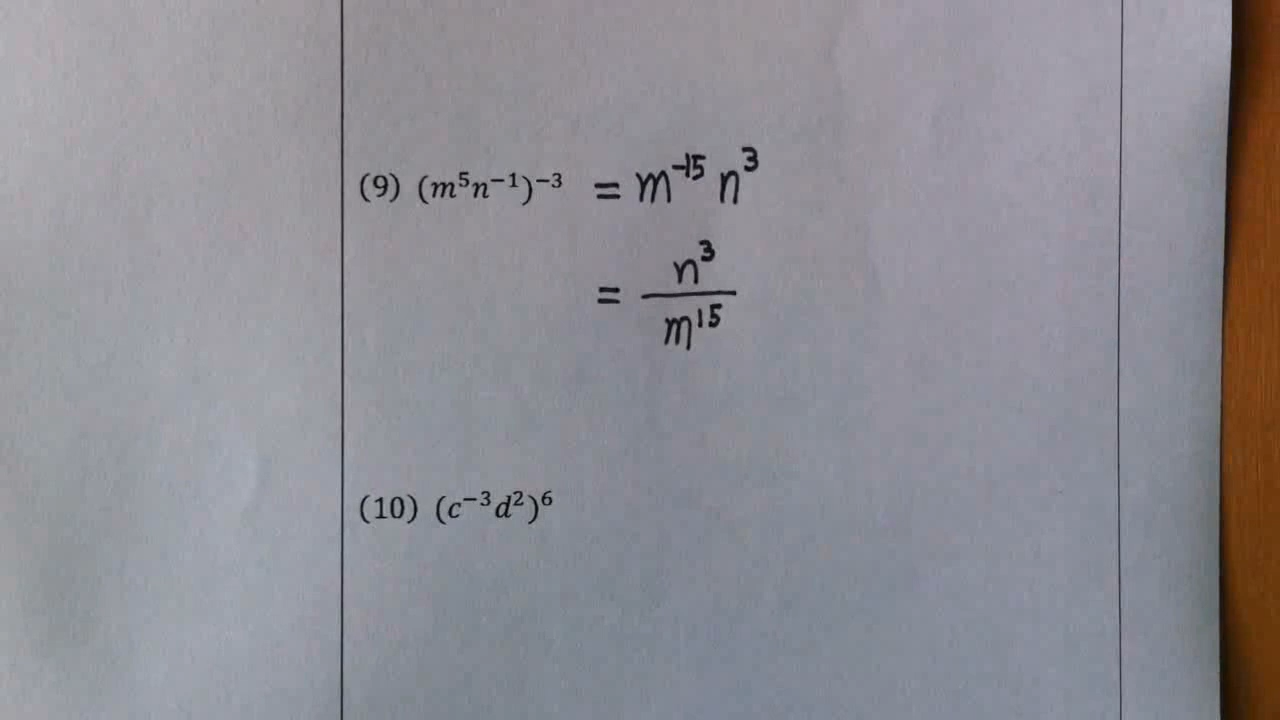 (9) (m⁵n⁻¹)⁻³ = m⁻¹⁵ n³
= n³/m¹⁵
(10) (c⁻³d²)⁶